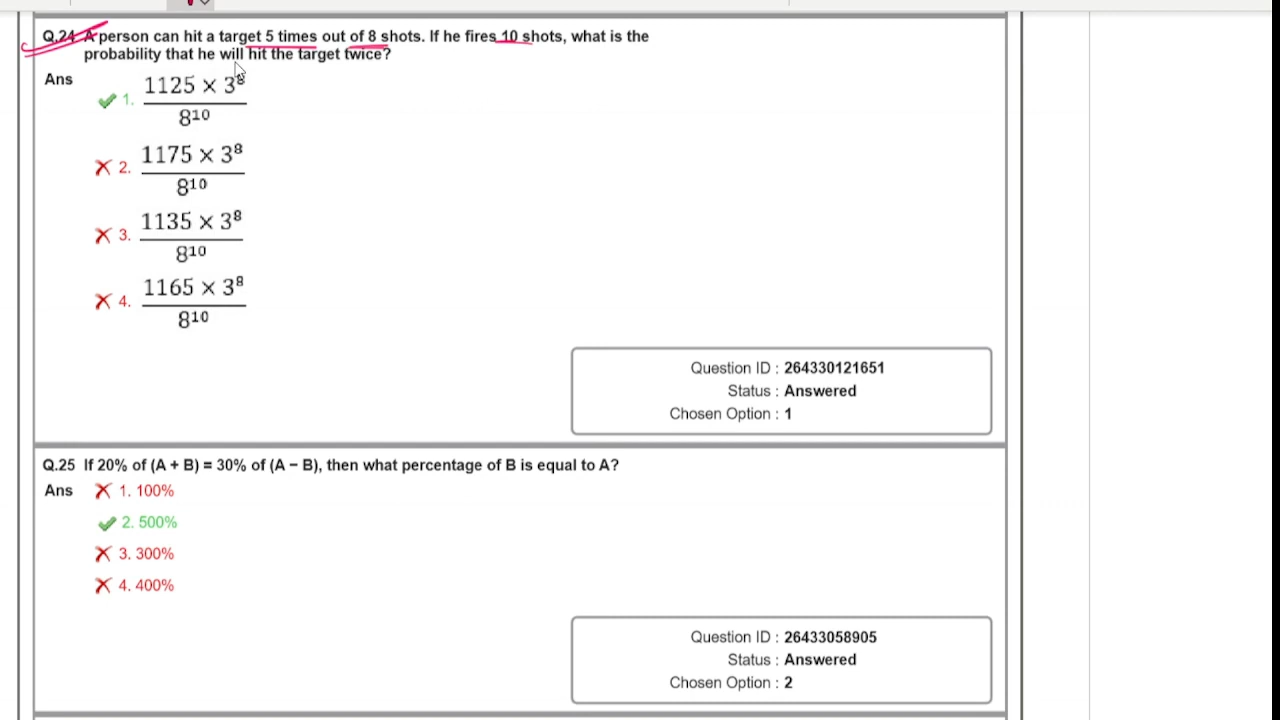 Q.24 A person can hit a target 5 times out of 8 shots. If he fires 10 shots, what is the
probability that he will hit the target twice?
Ans
1. 1125 × 3⁸
8¹⁰
2. 1175 × 3⁸
8¹⁰
3. 1135 × 3⁸
8¹⁰
4. 1165 × 3⁸
8¹⁰
Question ID : 264330121651
Status : Answered
Chosen Option : 1
Q.25 If 20% of (A + B) = 30% of (A − B), then what percentage of B is equal to A?
Ans 1. 100%
2. 500%
3. 300%
4. 400%
Question ID : 26433058905
Status : Answered
Chosen Option : 2